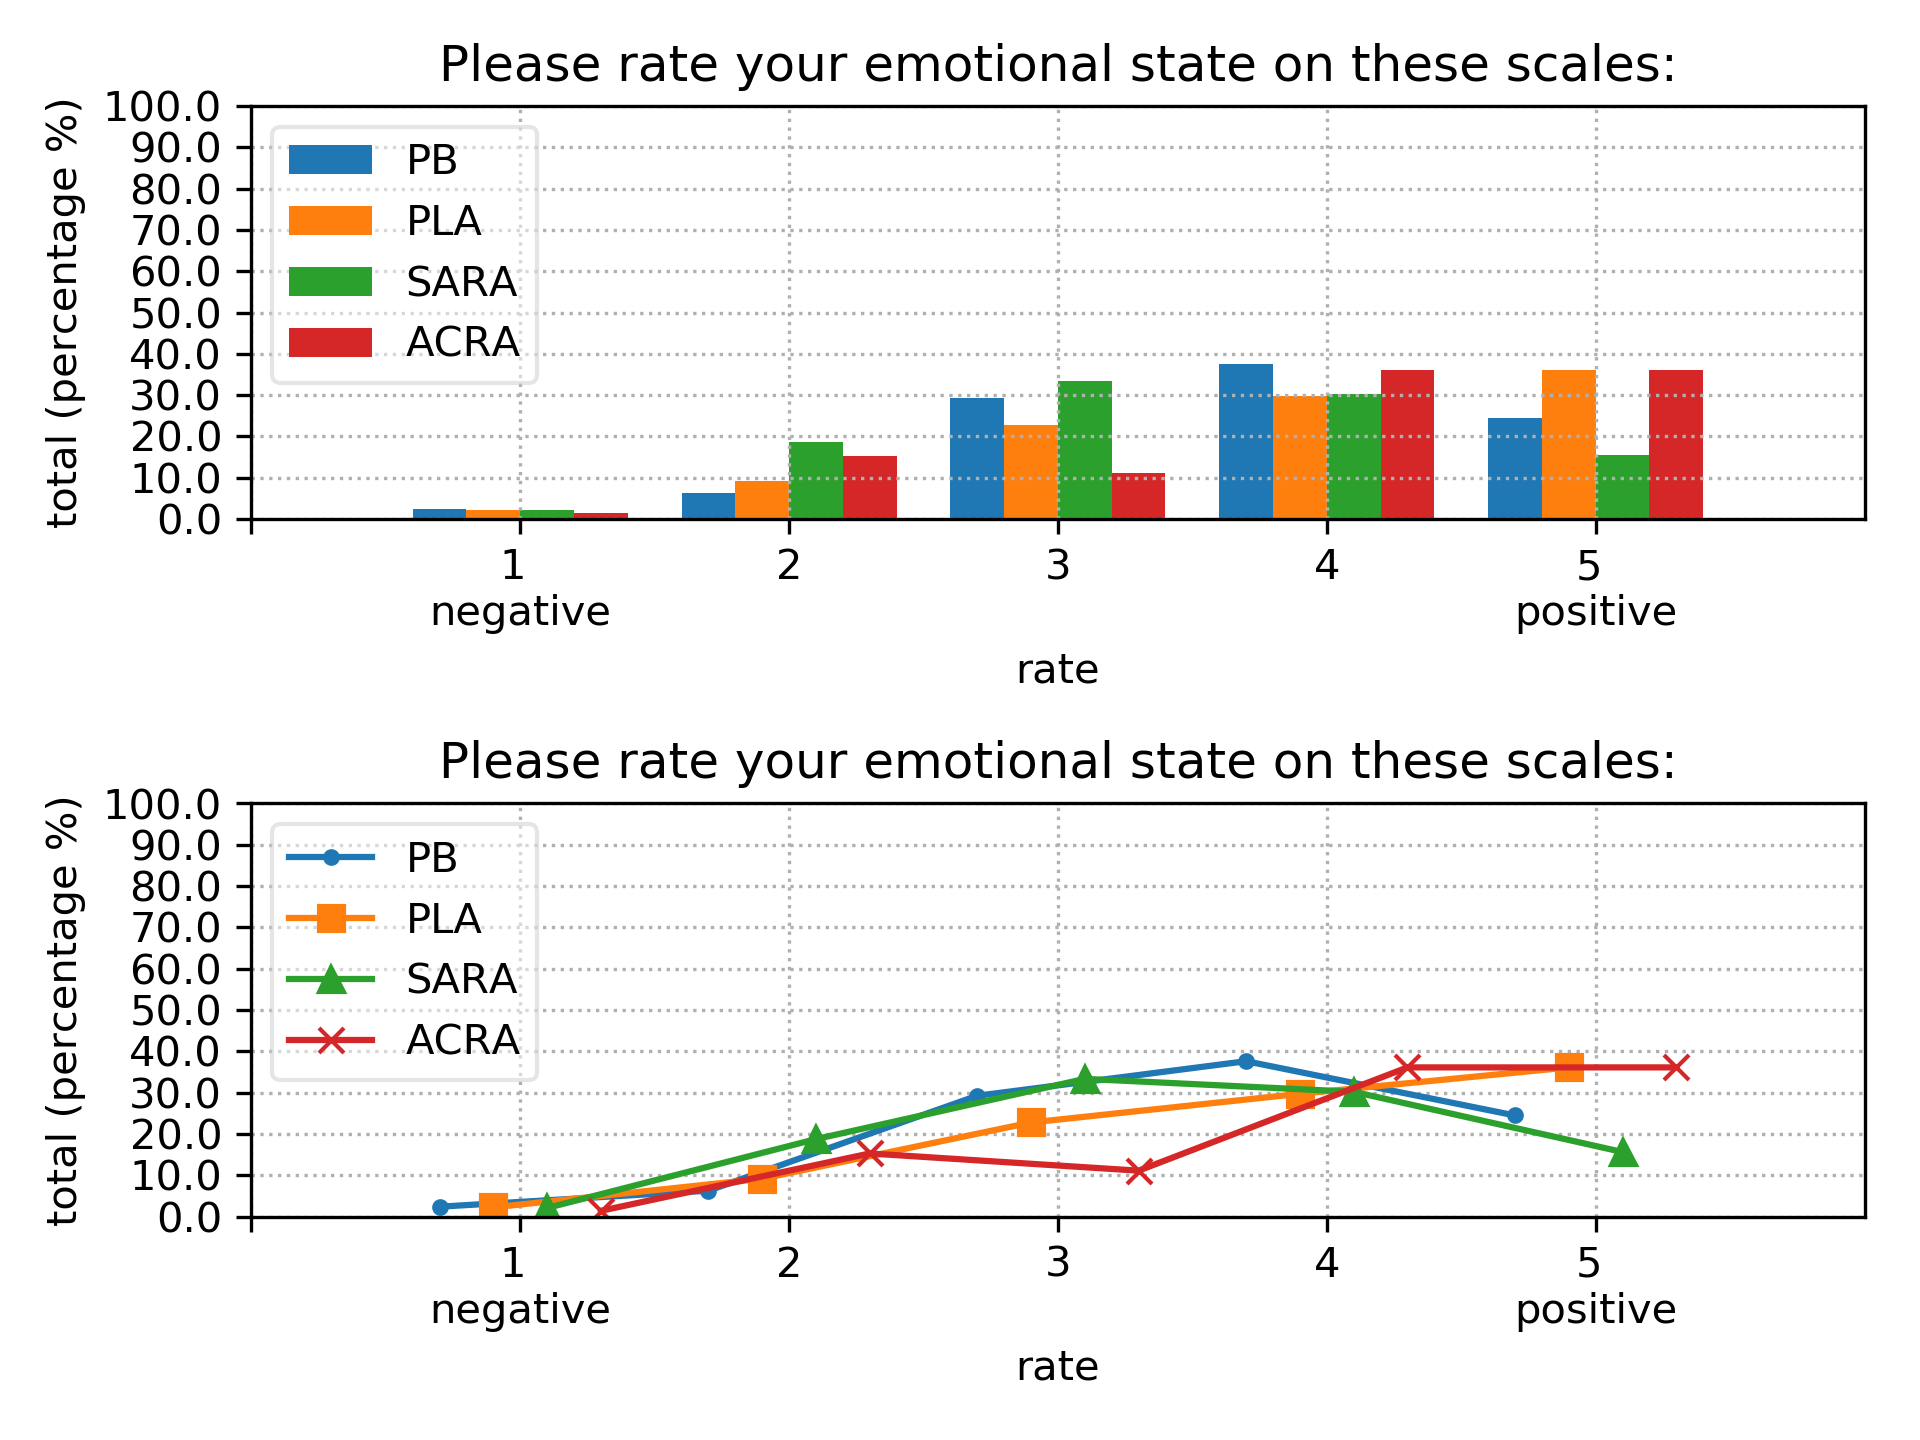 Please rate your emotional state on these scales:
total (percentage %)
100.0
90.0
80.0
70.0
60.0
50.0
40.0
30.0
20.0
10.0
0.0
PB
PLA
SARA
ACRA
1 2 3 4 5
negative positive
rate
Please rate your emotional state on these scales:
total (percentage %)
100.0
90.0
80.0
70.0
60.0
50.0
40.0
30.0
20.0
10.0
0.0
PB
PLA
SARA
ACRA
1 2 3 4 5
negative positive
rate